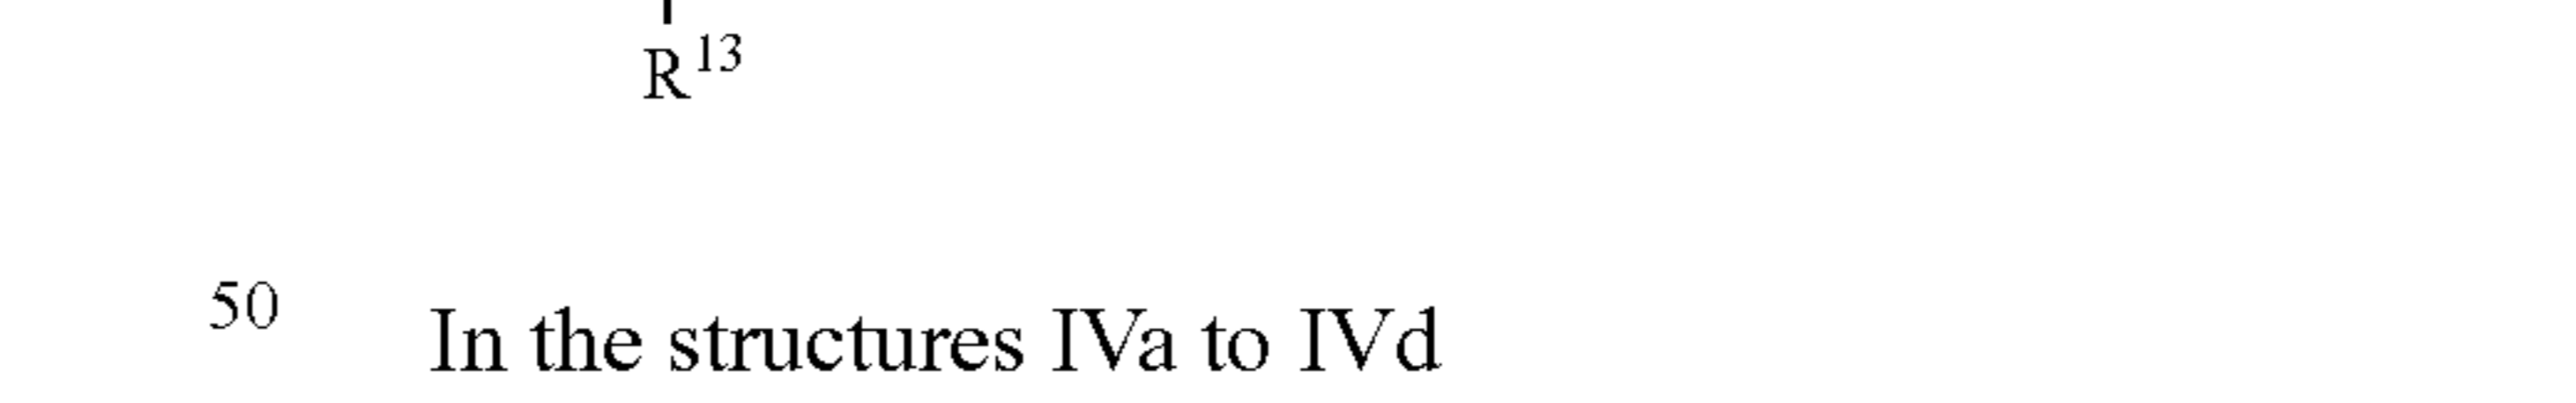 R¹³
50 In the structures IVa to IVd